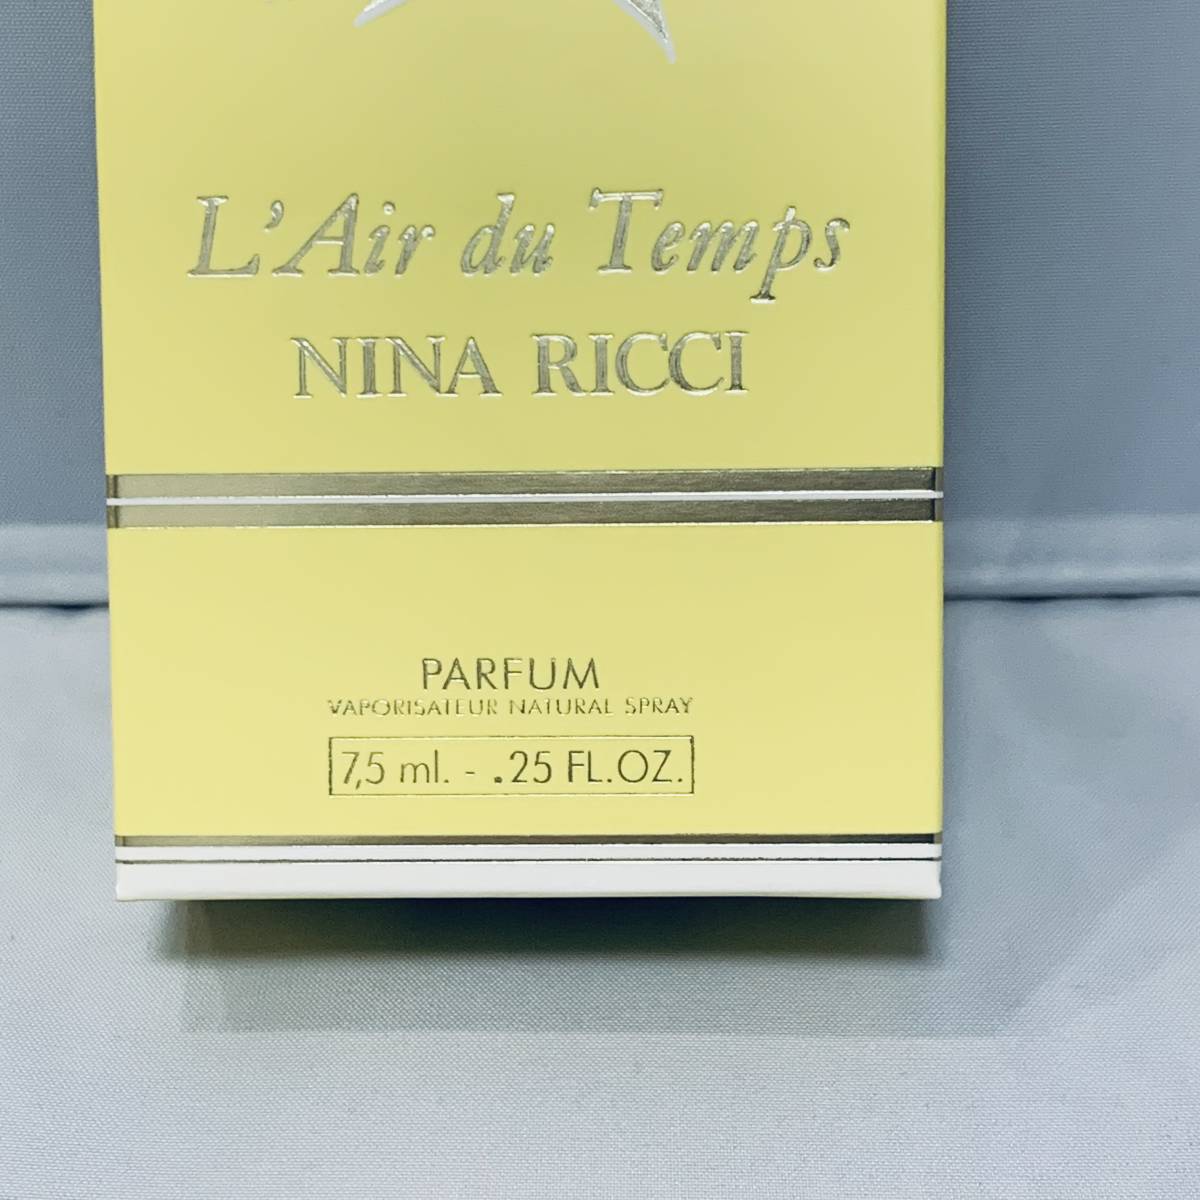 L'Air du Temps
NINA RICCI
PARFUM
VAPORISATEUR NATURAL SPRAY
7,5 ml. - .25 FL.OZ.